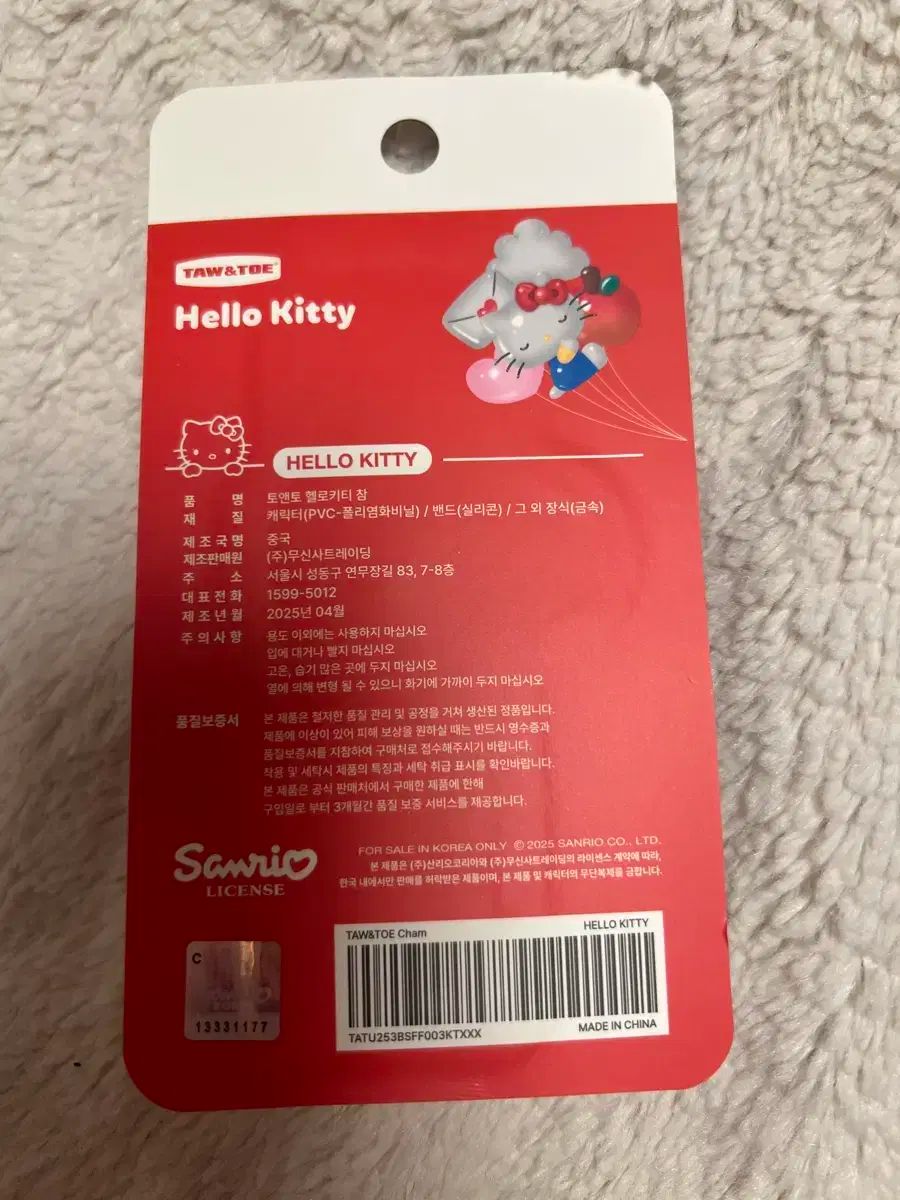 TAW&TOE
Hello Kitty
HELLO KITTY
품 명 토앤토 헬로키티 참
재 질 캐릭터(PVC-폴리염화비닐) / 밴드(실리콘) / 그 외 장식(금속)
제조국명 중국
제조판매원 (주)무신사트레이딩
주 소 서울시 성동구 연무장길 83, 7-8층
대표전화 1599-5012
제조년월 2025년 04월
주의사항 용도 이외에는 사용하지 마십시오
입에 대거나 빨지 마십시오
고온, 습기 많은 곳에 두지 마십시오
열에 의해 변형 될 수 있으니 화기에 가까이 두지 마십시오
품질보증서 본 제품은 철저한 품질 관리 및 공정을 거쳐 생산된 정품입니다.
제품에 이상이 있어 피해 보상을 원하실 때는 반드시 영수증과
품질보증서를 지참하여 구매처로 접수해주시기 바랍니다.
착용 및 세탁시 제품의 특징과 세탁 취급 표시를 확인바랍니다.
본 제품은 공식 판매처에서 구매한 제품에 한해
구입일로 부터 3개월간 품질 보증 서비스를 제공합니다.
Sanrio
LICENSE
FOR SALE IN KOREA ONLY © 2025 SANRIO CO., LTD.
본 제품은 (주)산리오코리아와 (주)무신사트레이딩의 라이센스 계약에 따라,
한국 내에서만 판매를 허락받은 제품이며, 본 제품 및 캐릭터의 무단복제를 금합니다.
C
13331177
TAW&TOE Cham HELLO KITTY
TATU253BSFF003KTXXX MADE IN CHINA